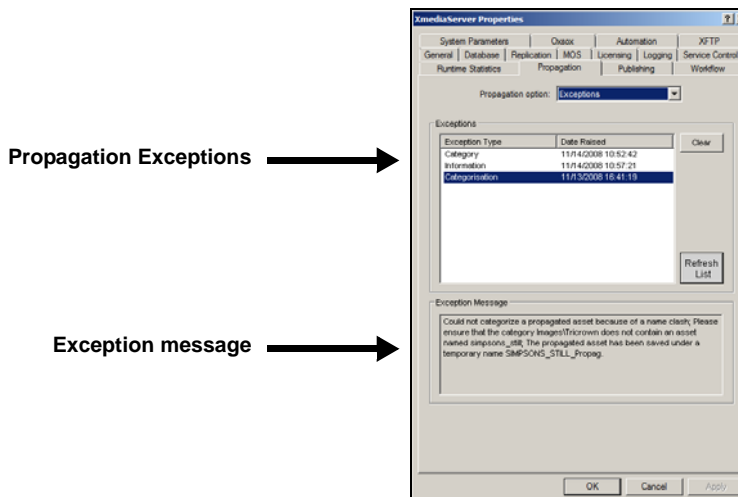 XmediaServer Properties
?
System Parameters Oxsox Automation XFTP
General Database Replication MOS Licensing Logging Service Control
Runtime Statistics Propagation Publishing Workflow
Propagation option: Exceptions
Exceptions
Exception Type Date Raised
Clear
Category 11/14/2008 10:52:42
Information 11/14/2008 10:57:21
Categorisation 11/13/2008 16:41:19
Refresh
List
Propagation Exceptions
Exception Message
Could not categorize a propagated asset because of a name clash; Please
ensure that the category Images\Tricrown does not contain an asset
named simpsons_still; The propagated asset has been saved under a
temporary name SIMPSONS_STILL_Propag.
Exception message
OK Cancel Apply